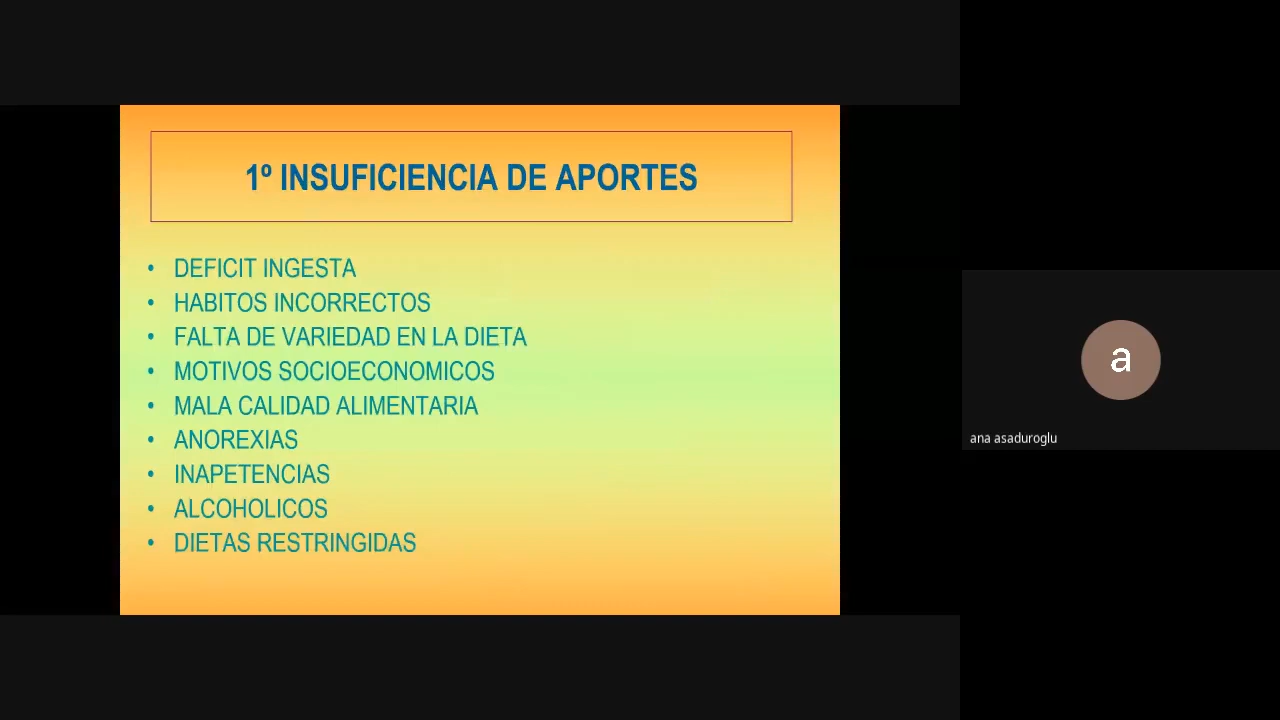 1º INSUFICIENCIA DE APORTES
• DEFICIT INGESTA
• HABITOS INCORRECTOS
• FALTA DE VARIEDAD EN LA DIETA
• MOTIVOS SOCIOECONOMICOS
• MALA CALIDAD ALIMENTARIA
• ANOREXIAS
• INAPETENCIAS
• ALCOHOLICOS
• DIETAS RESTRINGIDAS
a
ana asaduroglu